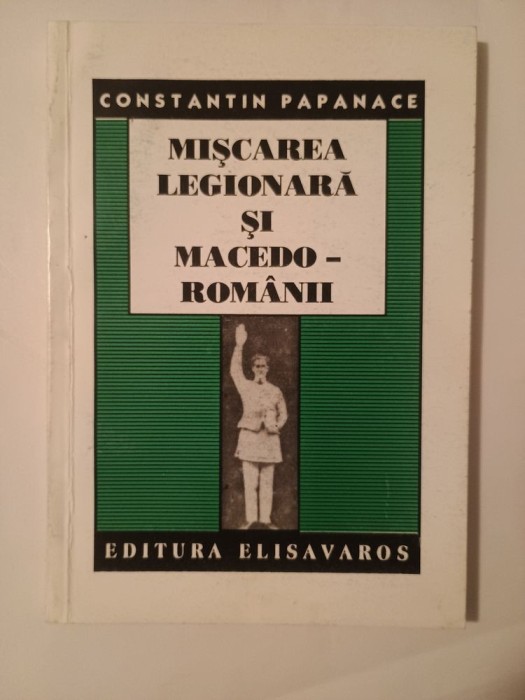 CONSTANTIN PAPANACE
MIŞCAREA
LEGIONARĂ
ŞI
MACEDO –
ROMÂNII
EDITURA ELISAVAROS